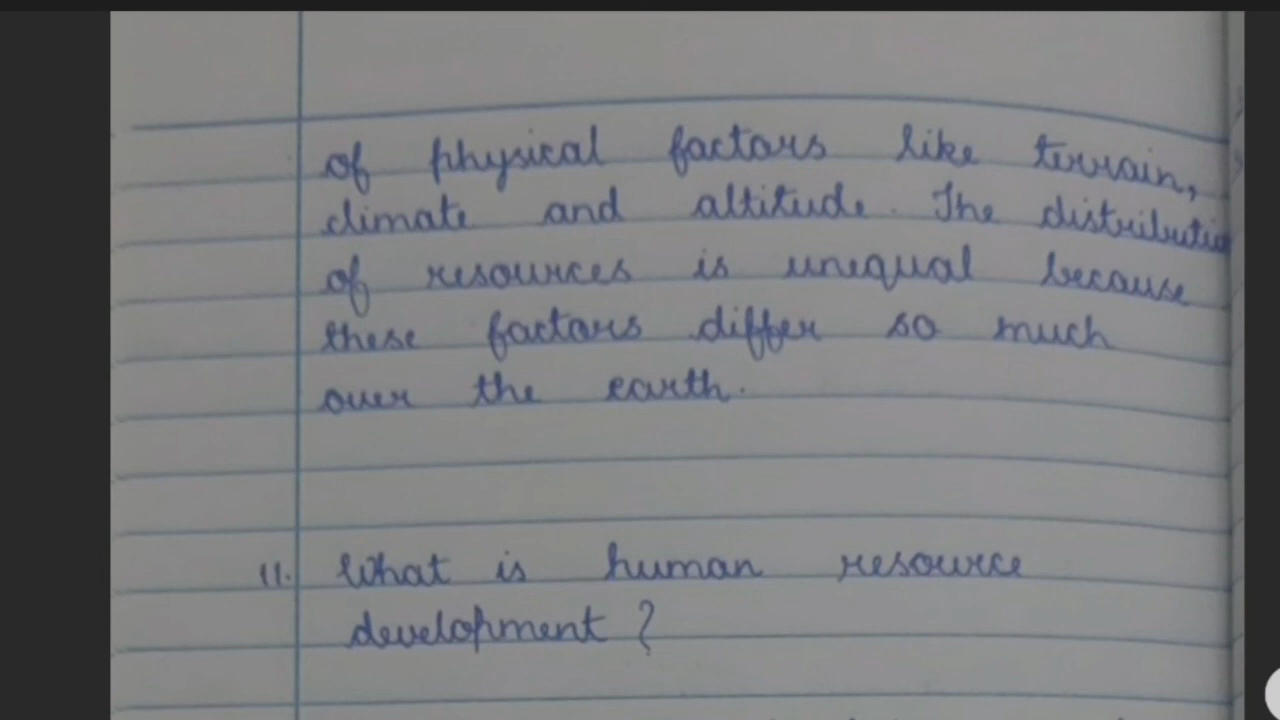 of physical factors like terrain,
climate and altitude. The distributio
of resources is unequal because
these factors differ so much
over the earth.
11. What is human resource
development?